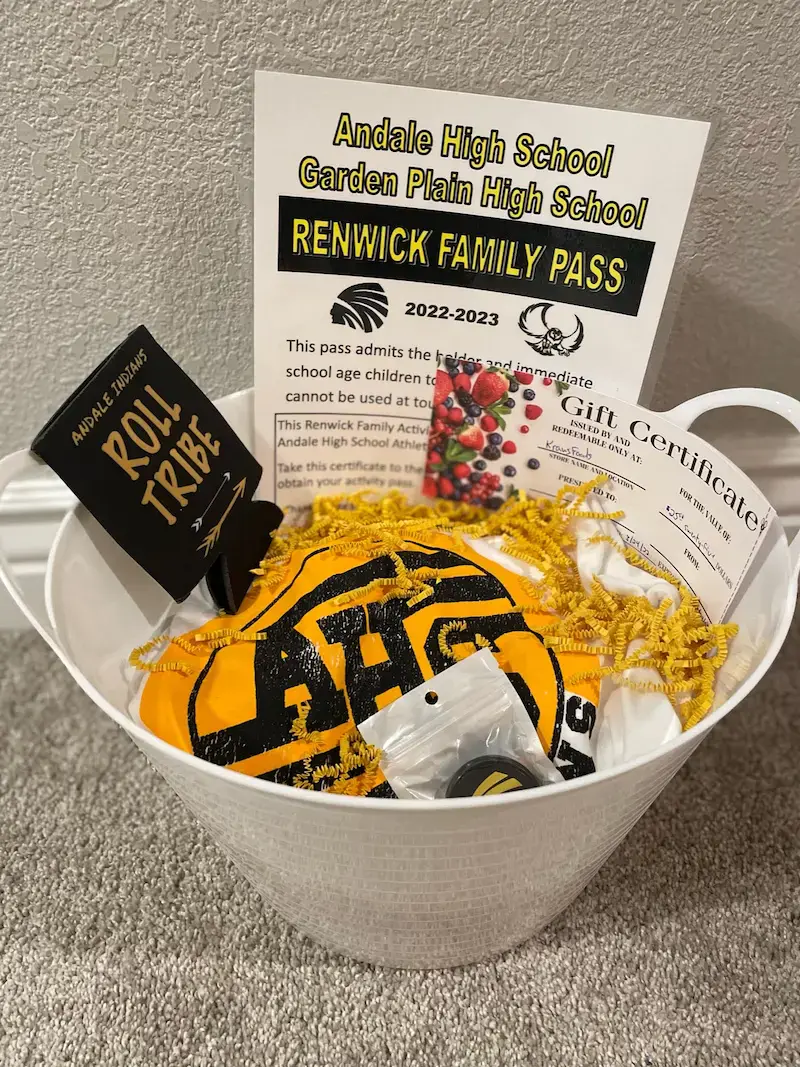 Andale High School
Garden Plain High School
RENWICK FAMILY PASS
2022-2023
This pass admits the holder and immediate
school age children to
cannot be used at tou
This Renwick Family Activi
Andale High School Athlet
Take this certificate to the
obtain your activity pass
ANDALE INDIANS
ROLL
TRIBE
Gift Certificate
ISSUED BY AND
REDEEMABLE ONLY AT:
STORE NAME AND LOCATION
PRESENTED TO:
FOR THE VALUE OF:
DOLLARS
FROM:
AHS